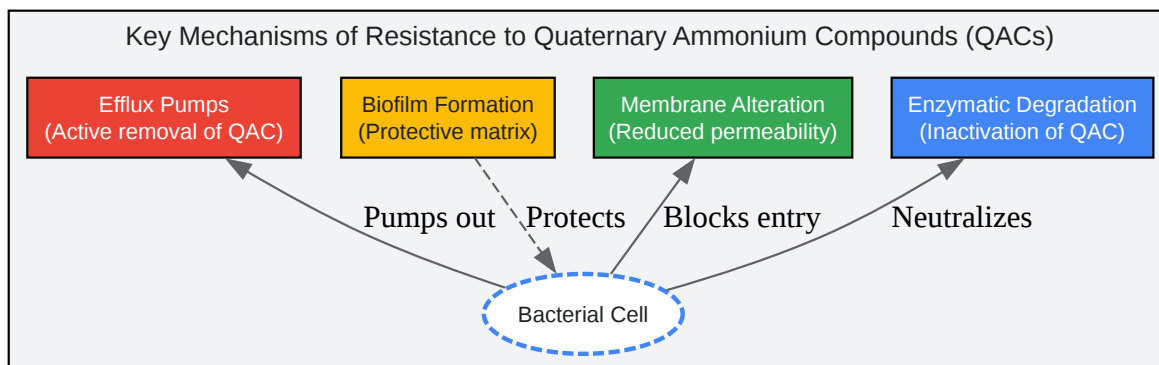 Key Mechanisms of Resistance to Quaternary Ammonium Compounds (QACs)
Efflux Pumps
(Active removal of QAC)
Biofilm Formation
(Protective matrix)
Membrane Alteration
(Reduced permeability)
Enzymatic Degradation
(Inactivation of QAC)
Pumps out
Protects
Blocks entry
Neutralizes
Bacterial Cell